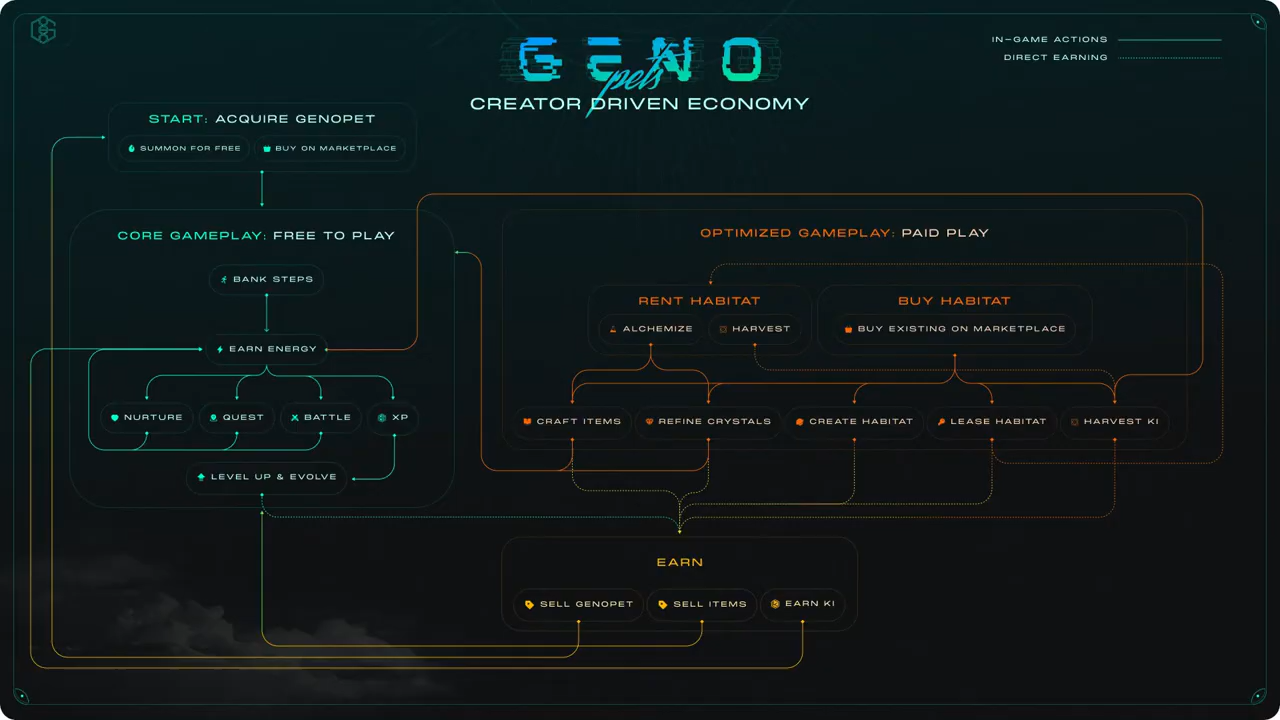 GENO
pets
CREATOR DRIVEN ECONOMY
IN-GAME ACTIONS
DIRECT EARNING
START: ACQUIRE GENOPET
SUMMON FOR FREE
BUY ON MARKETPLACE
CORE GAMEPLAY: FREE TO PLAY
BANK STEPS
EARN ENERGY
NURTURE
QUEST
BATTLE
XP
LEVEL UP & EVOLVE
OPTIMIZED GAMEPLAY: PAID PLAY
RENT HABITAT
ALCHEMIZE
HARVEST
BUY HABITAT
BUY EXISTING ON MARKETPLACE
CRAFT ITEMS
REFINE CRYSTALS
CREATE HABITAT
LEASE HABITAT
HARVEST KI
EARN
SELL GENOPET
SELL ITEMS
EARN KI